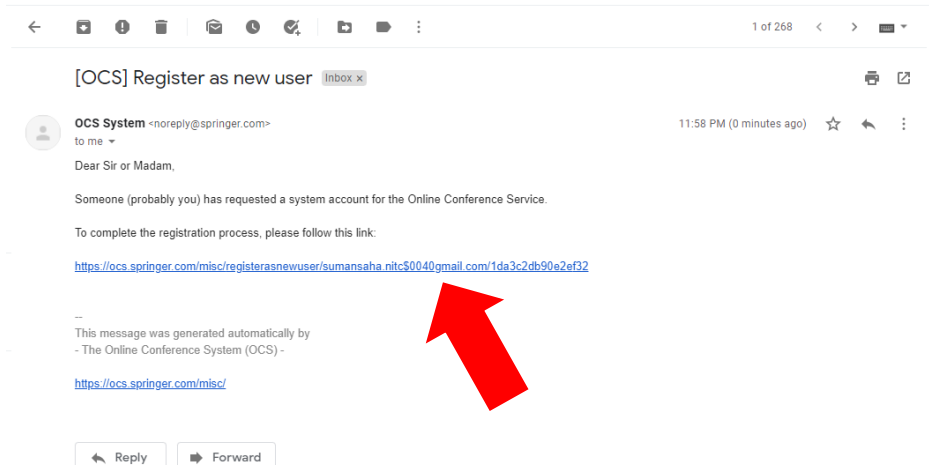 1 of 268
[OCS] Register as new user Inbox x
OCS System <noreply@springer.com>
11:58 PM (0 minutes ago)
to me
Dear Sir or Madam,
Someone (probably you) has requested a system account for the Online Conference Service.
To complete the registration process, please follow this link:
https://ocs.springer.com/misc/registerasnewuser/sumansaha.nitc$0040gmail.com/1da3c2db90e2ef32
--
This message was generated automatically by
- The Online Conference System (OCS) -
https://ocs.springer.com/misc/
Reply
Forward